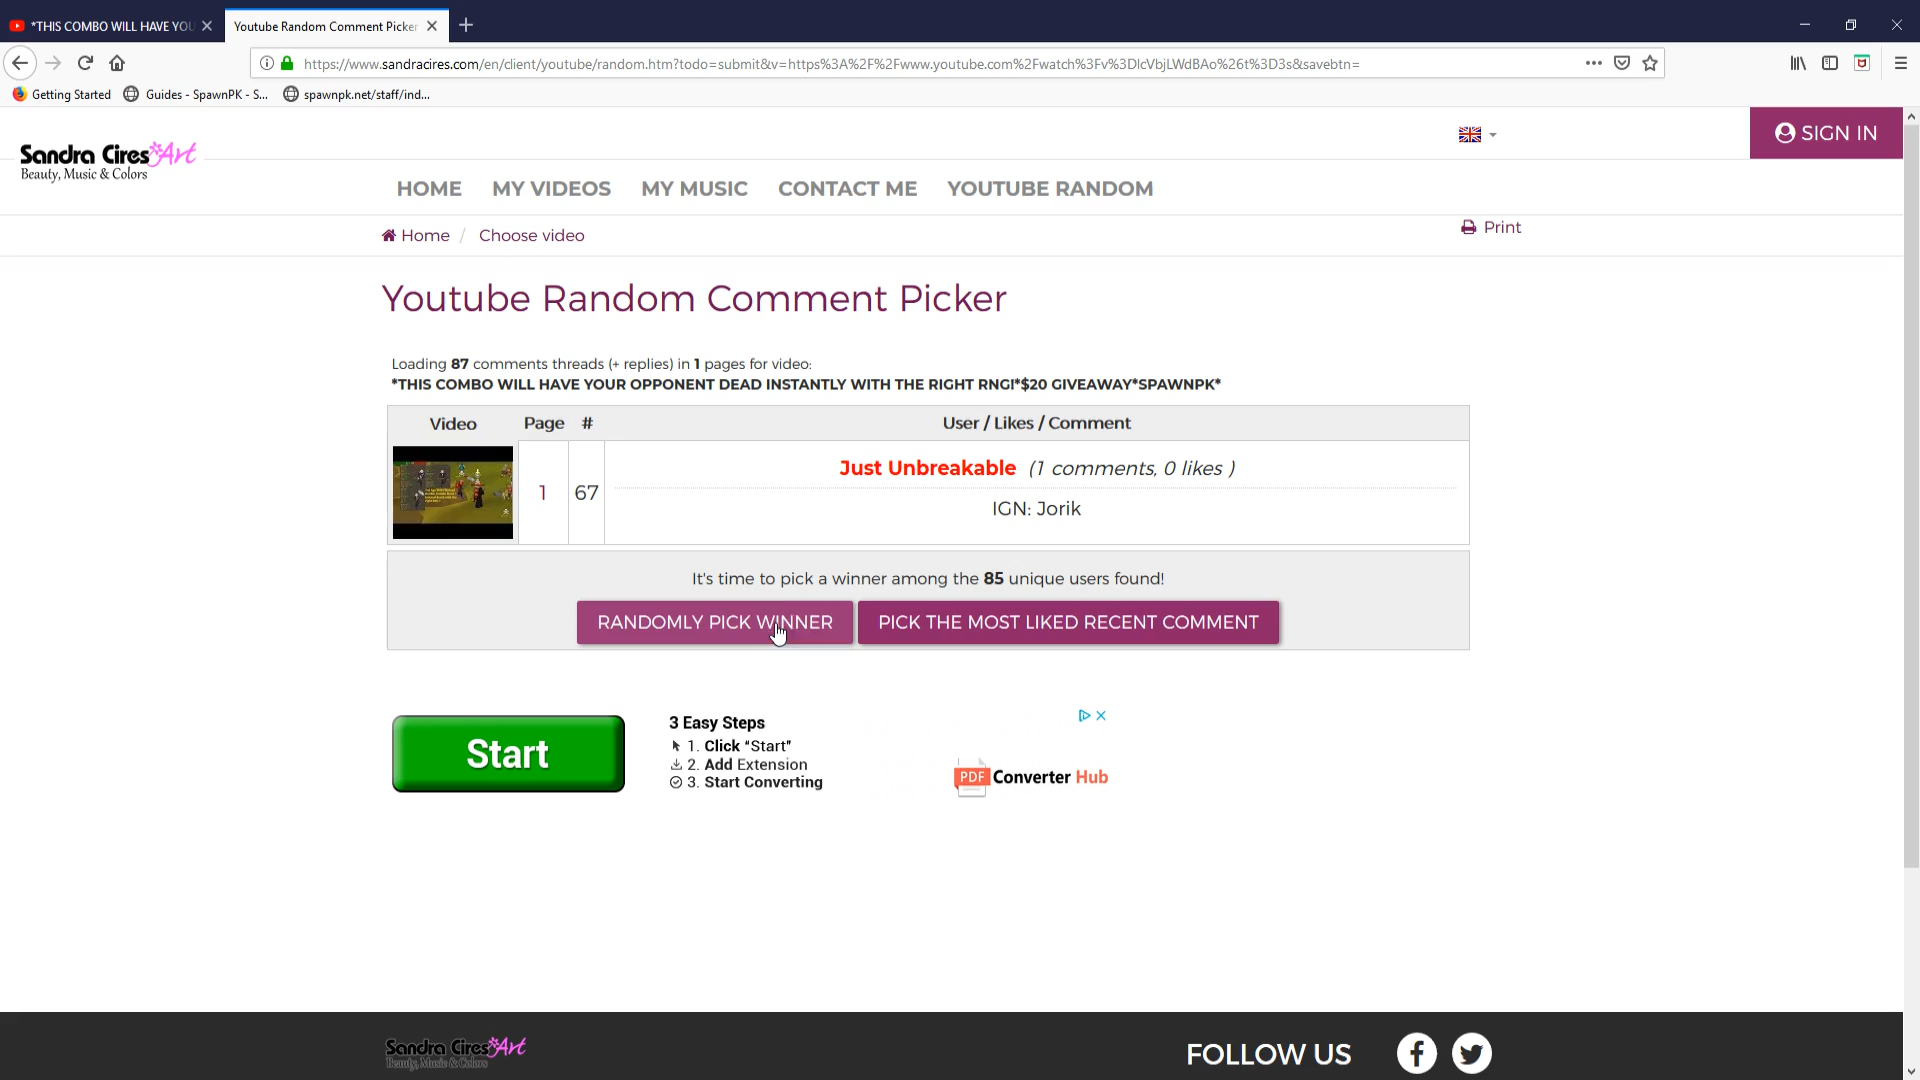 *THIS COMBO WILL HAVE YOU
Youtube Random Comment Picker
https://www.sandracires.com/en/client/youtube/random.htm?todo=submit&v=https%3A%2F%2Fwww.youtube.com%2Fwatch%3Fv%3DlcVbjLWdBAo%26t%3D3s&savebtn=
Getting Started
Guides - SpawnPK - S...
spawnpk.net/staff/ind...
SIGN IN
Sandra Cires Art
Beauty, Music & Colors
HOME MY VIDEOS MY MUSIC CONTACT ME YOUTUBE RANDOM
Home / Choose video
Print
Youtube Random Comment Picker
Loading 87 comments threads (+ replies) in 1 pages for video:
*THIS COMBO WILL HAVE YOUR OPPONENT DEAD INSTANTLY WITH THE RIGHT RNG!*$20 GIVEAWAY*SPAWNPK*
Video Page # User / Likes / Comment
Just Unbreakable (1 comments, 0 likes )
1 67
IGN: Jorik
It's time to pick a winner among the 85 unique users found!
RANDOMLY PICK WINNER PICK THE MOST LIKED RECENT COMMENT
Start
3 Easy Steps
1. Click "Start"
2. Add Extension
3. Start Converting
PDF Converter Hub
Sandra Cires Art
Beauty, Music & Colors
FOLLOW US